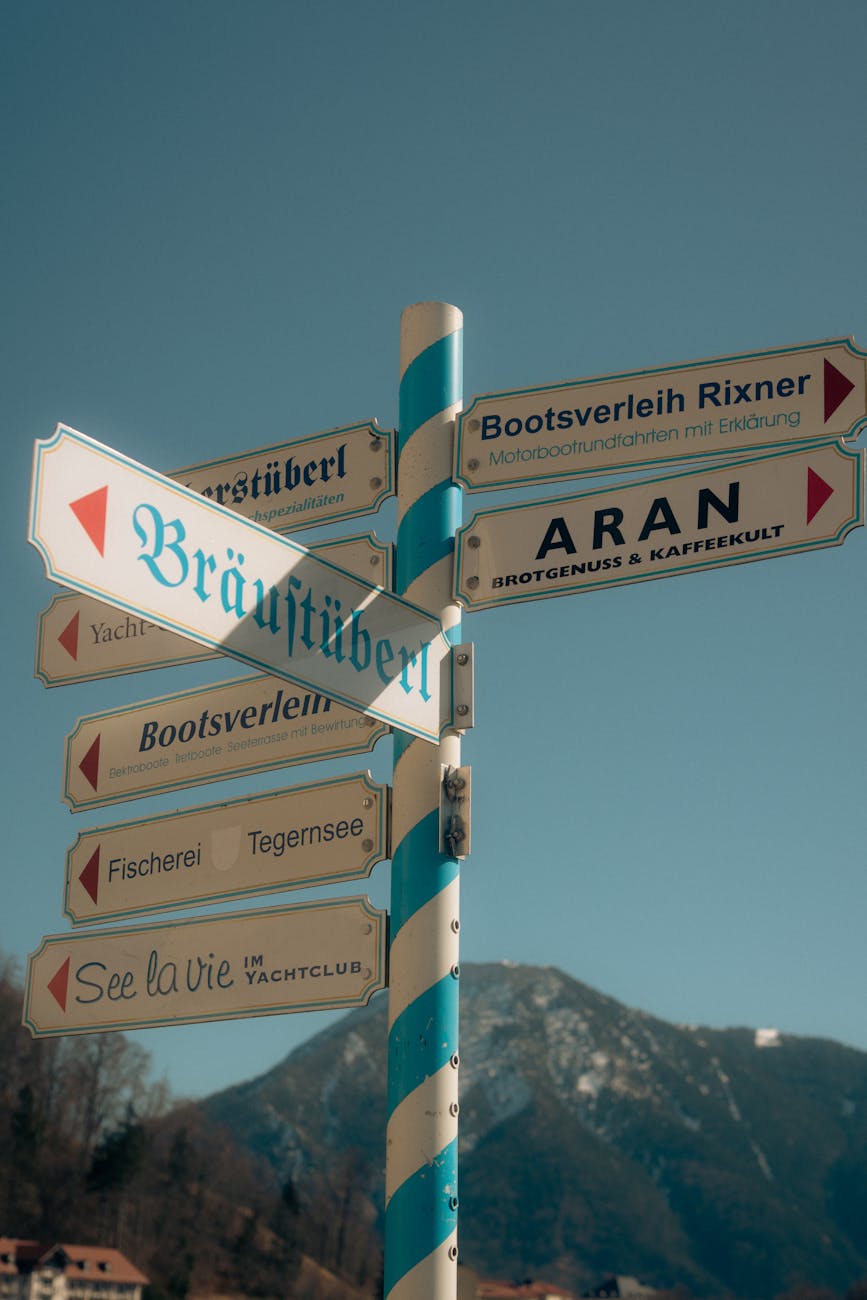 Bootsverleih Rixner
Motorbootrundfahrten mit Erklärung
ARAN
BROTGENUSS & KAFFEEKULT
Bräuſtüberl
Bootsverleih
Elektroboote Tretboote Seeterrasse mit Bewirtung
Fischerei Tegernsee
See la vie IM
YACHTCLUB